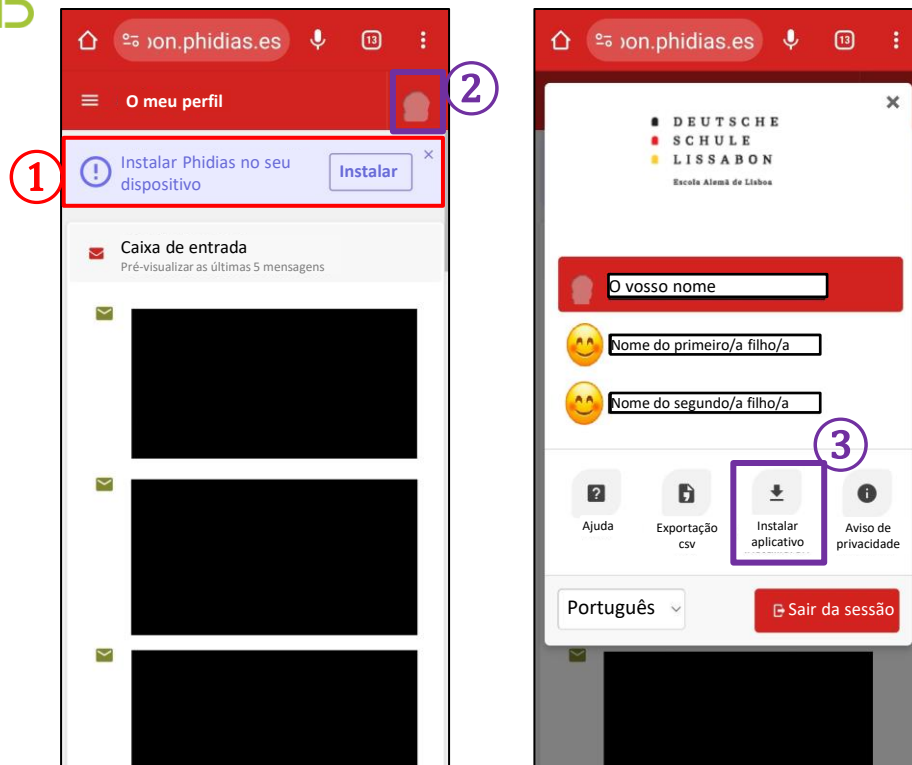 on.phidias.es 13
2
O meu perfil
1
Instalar Phidias no seu
dispositivo
Instalar
Caixa de entrada
Pré-visualizar as últimas 5 mensagens
on.phidias.es 13
DEUTSCHE
SCHULE
LISSABON
Escola Alemã de Lisboa
O vosso nome
Nome do primeiro/a filho/a
Nome do segundo/a filho/a
3
Ajuda
Exportação
csv
Instalar
aplicativo
Aviso de
privacidade
Português
Sair da sessão